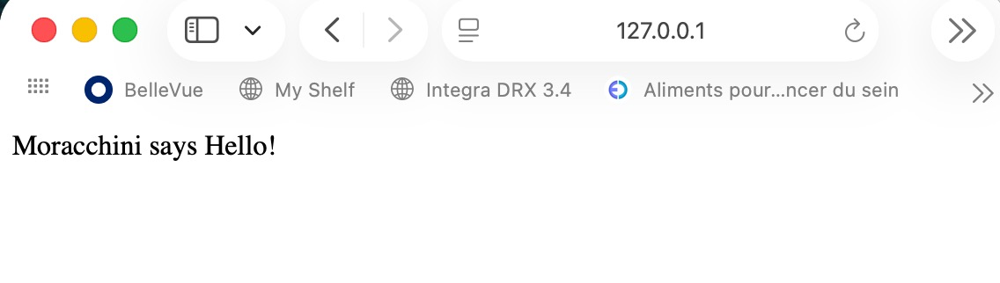 127.0.0.1
BelleVue My Shelf Integra DRX 3.4 Aliments pour...ncer du sein
Moracchini says Hello!